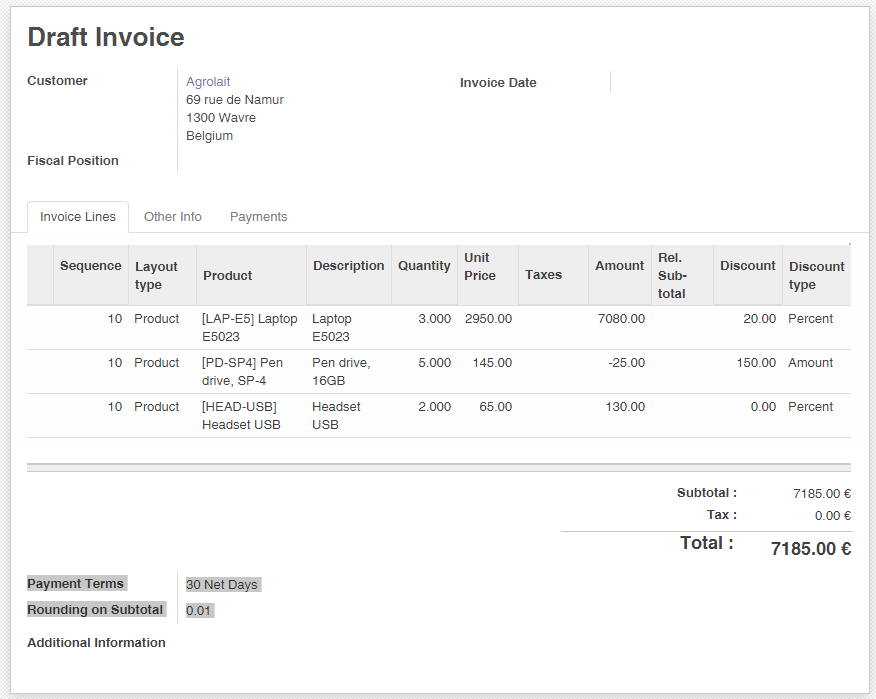 Draft Invoice
Customer
Agrolait
69 rue de Namur
1300 Wavre
Belgium
Invoice Date
Fiscal Position
Invoice Lines Other Info Payments
Sequence Layout type Product Description Quantity Unit Price Taxes Amount Rel. Sub-total Discount Discount type
10 Product [LAP-E5] Laptop Laptop 3.000 2950.00 7080.00 20.00 Percent
E5023 E5023
10 Product [PD-SP4] Pen Pen drive, 5.000 145.00 -25.00 150.00 Amount
drive, SP-4 16GB
10 Product [HEAD-USB] Headset 2.000 65.00 130.00 0.00 Percent
Headset USB USB
Subtotal : 7185.00 €
Tax : 0.00 €
Total : 7185.00 €
Payment Terms 30 Net Days
Rounding on Subtotal 0.01
Additional Information